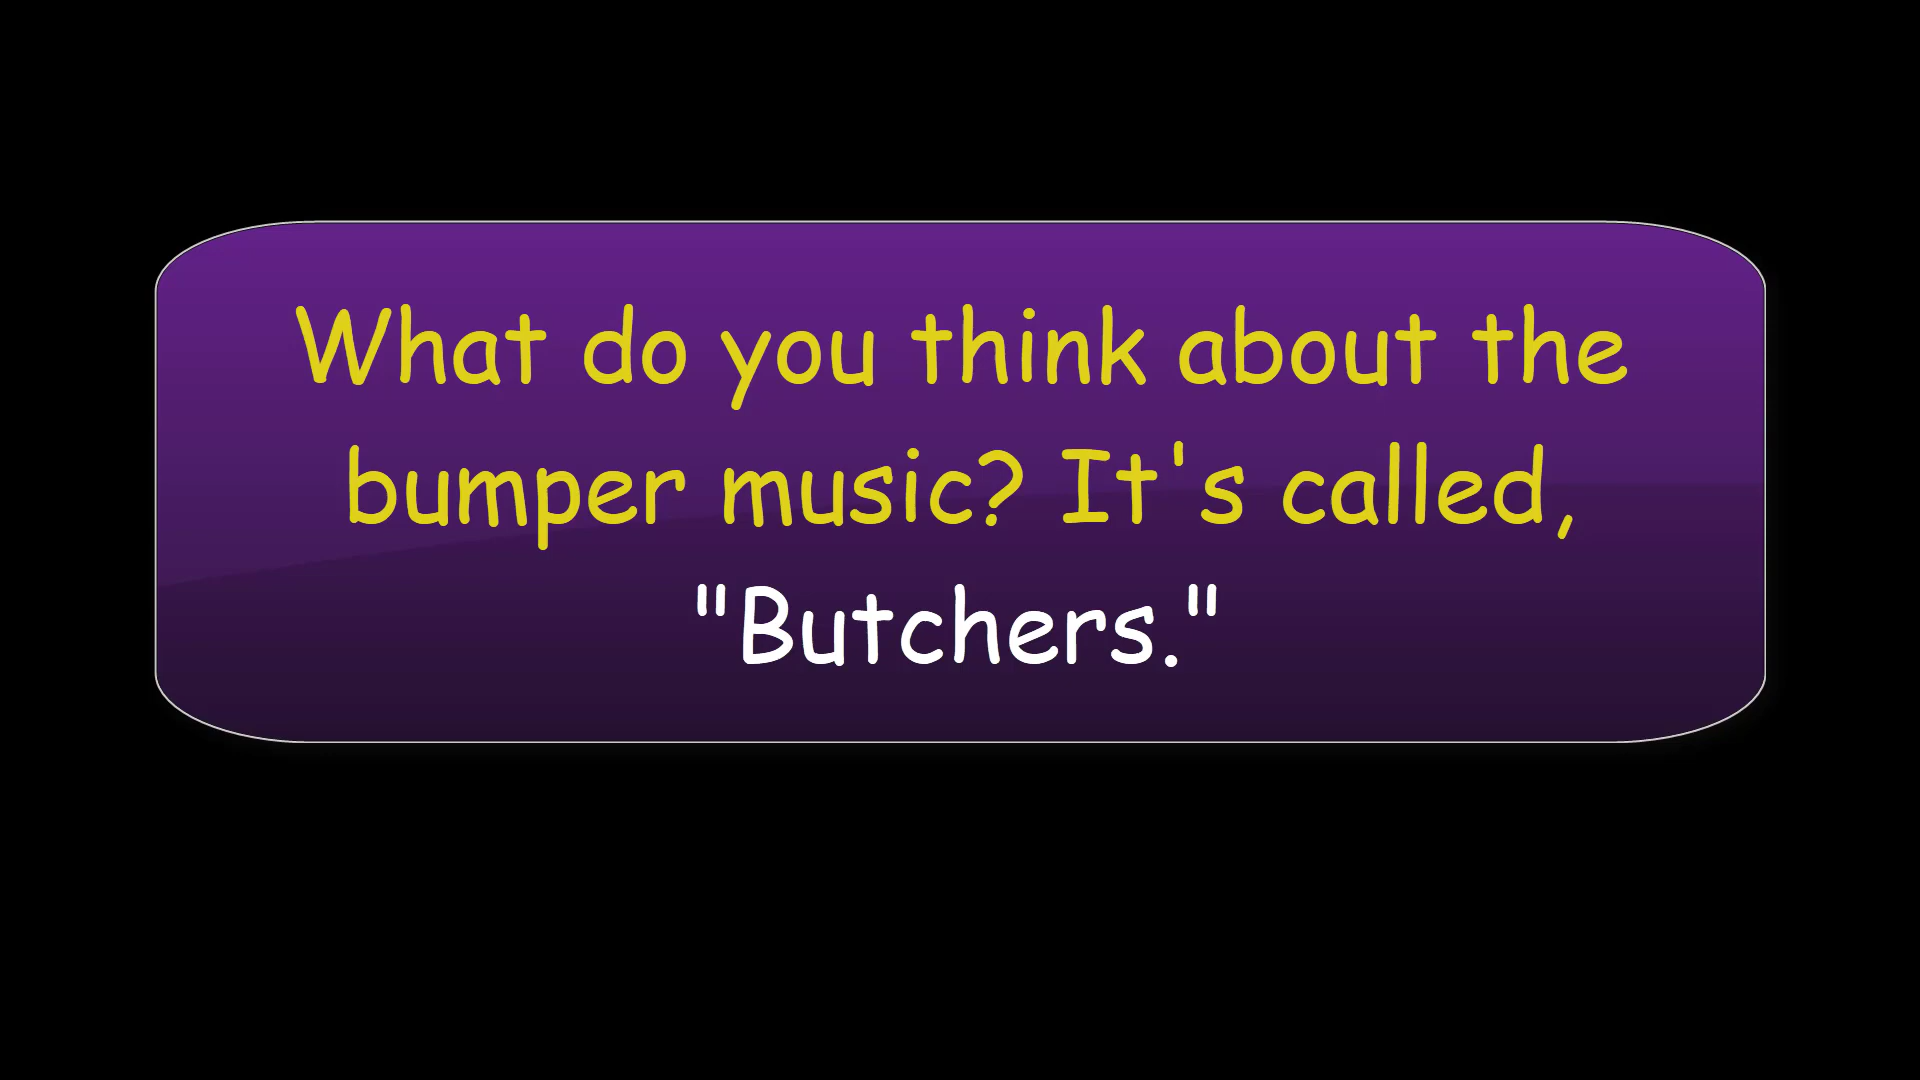 What do you think about the
bumper music? It's called,
"Butchers."